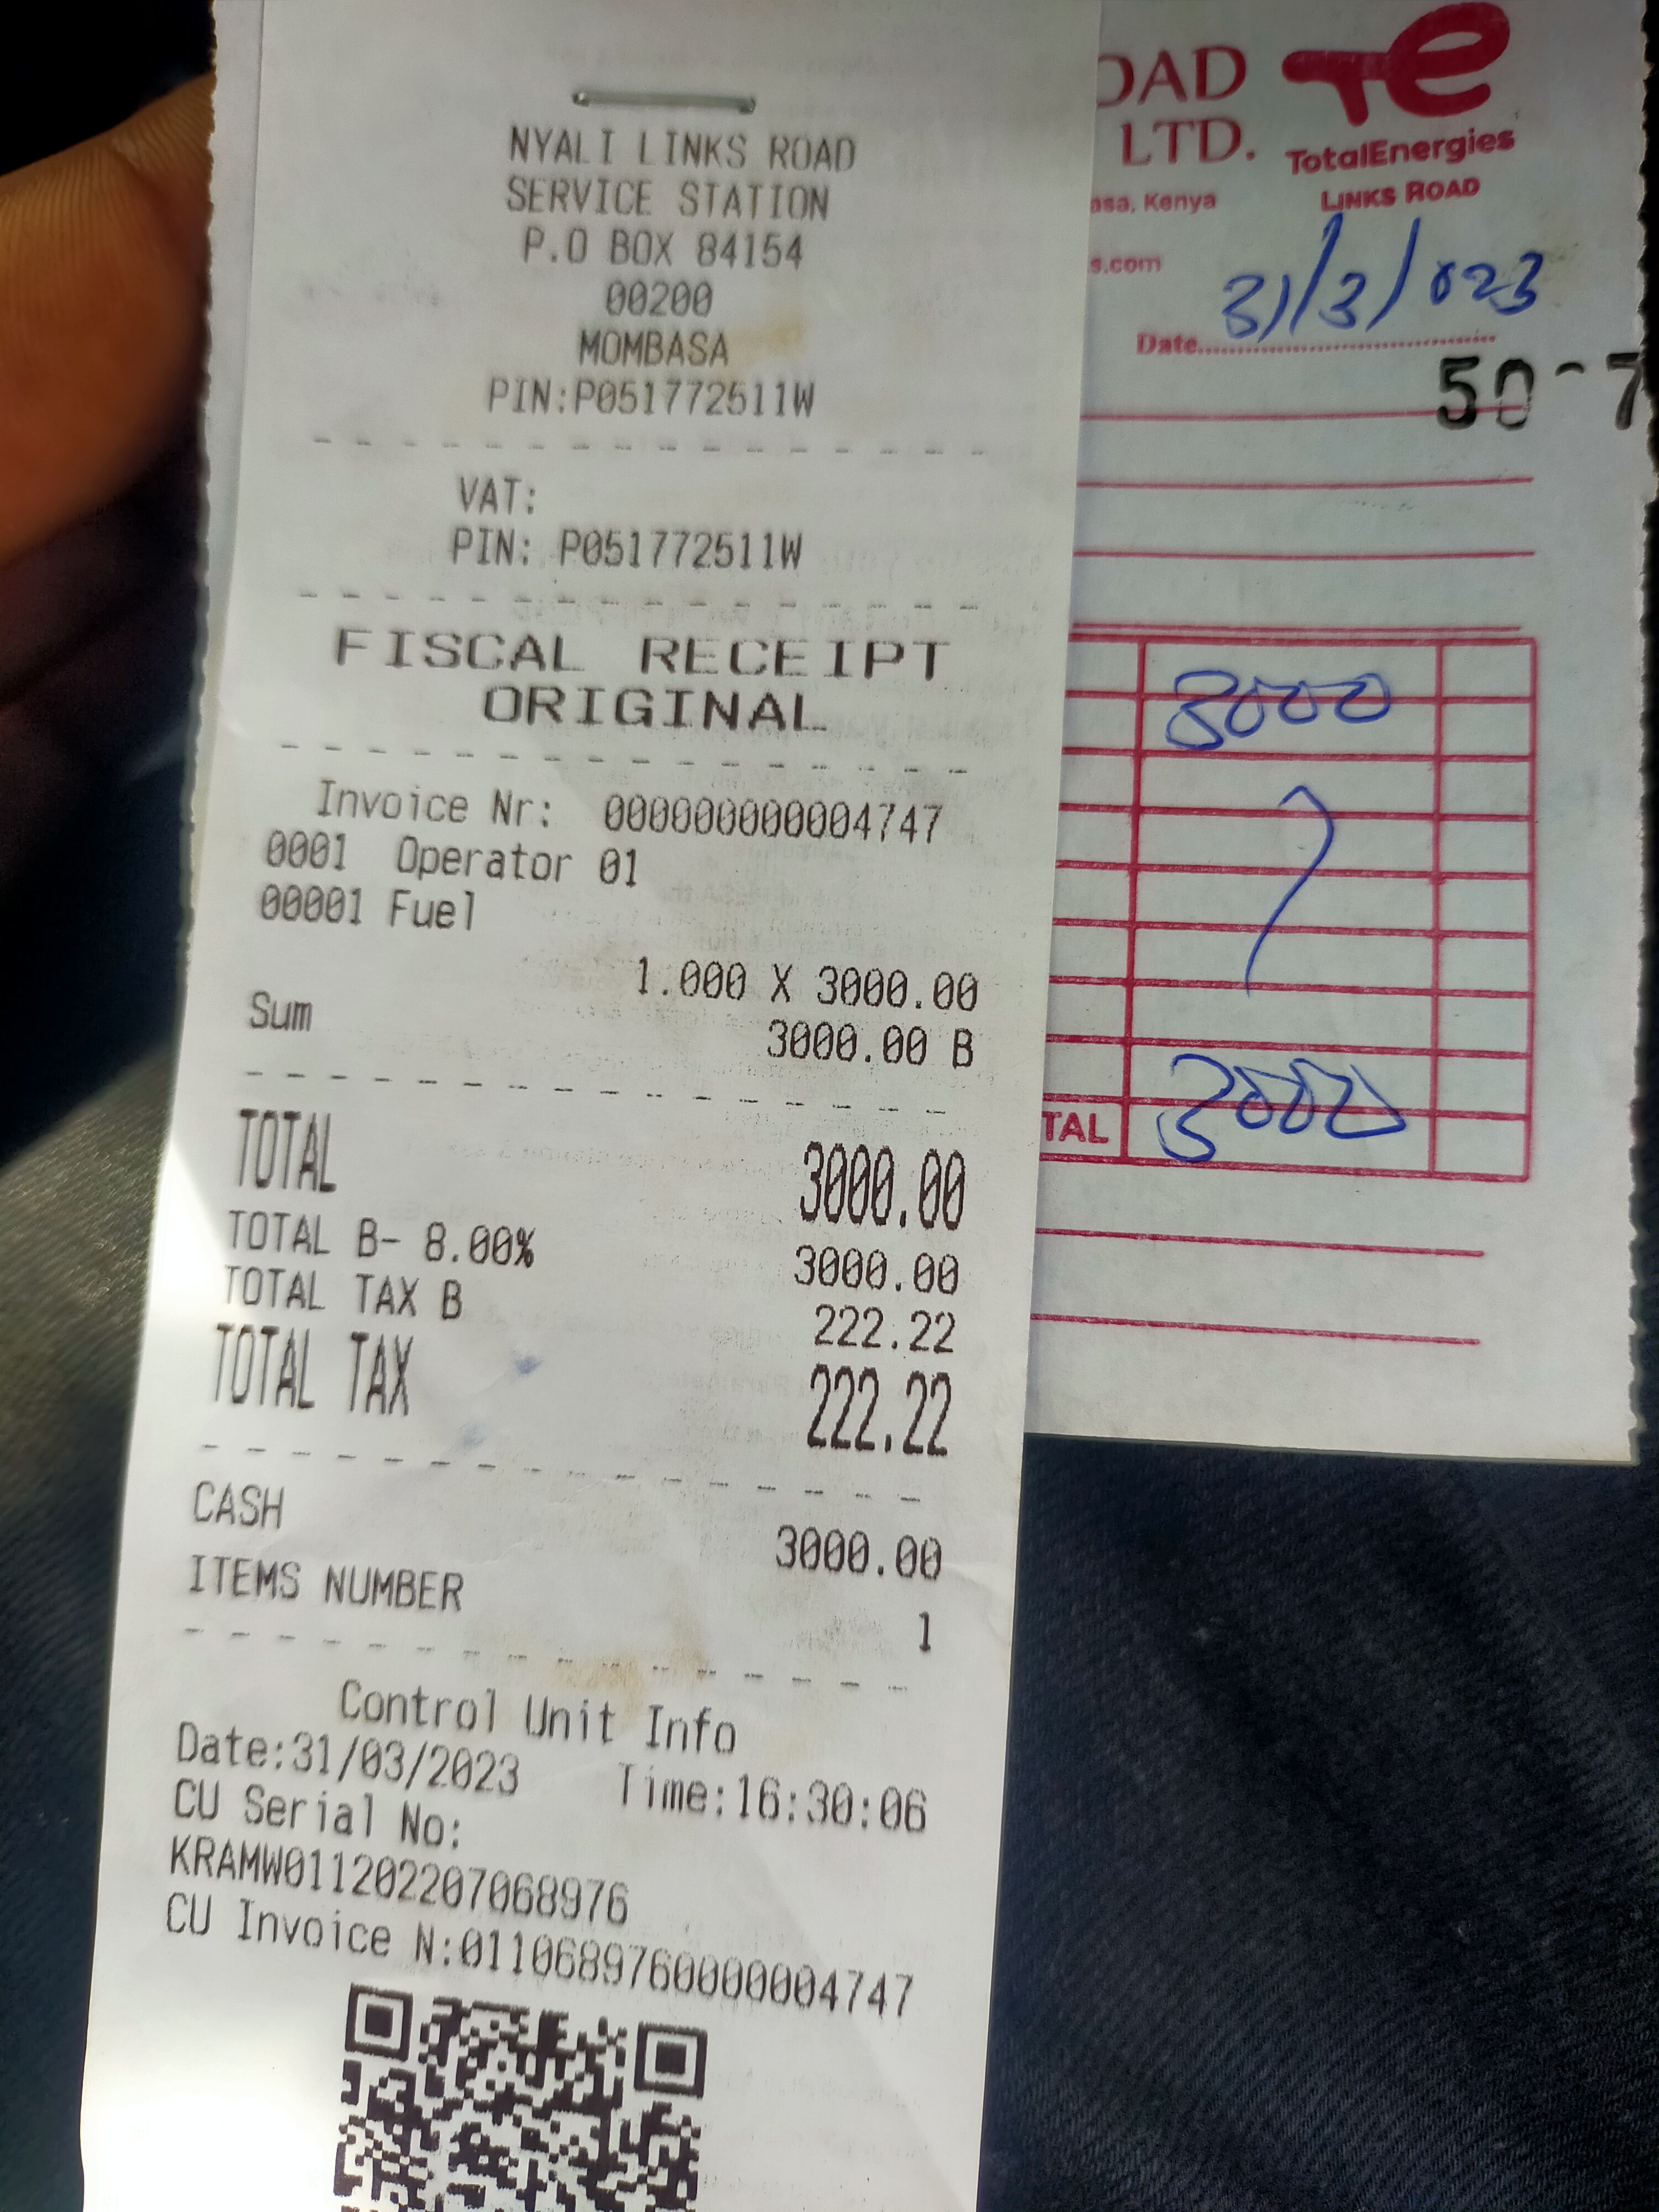 NYALI LINKS ROAD
SERVICE STATION
P.O BOX 84154
00200
MOMBASA
PIN:P051772511W
VAT:
PIN: P051772511W
FISCAL RECEIPT
ORIGINAL
Invoice Nr: 000000000004747
0001 Operator 01
00001 Fuel
1.000 X 3000.00
Sum 3000.00 B
TOTAL 3000.00
TOTAL B- 8.00% 3000.00
TOTAL TAX B 222.22
TOTAL TAX 222.22
CASH 3000.00
ITEMS NUMBER 1
Control Unit Info
Date:31/03/2023 Time:16:30:06
CU Serial No:
KRAMW011202207068976
CU Invoice N:0110689760000004747
OAD
LTD.
TotalEnergies
LINKS ROAD
asa, Kenya
s.com
Date 31/3/023
3000
3000
TAL